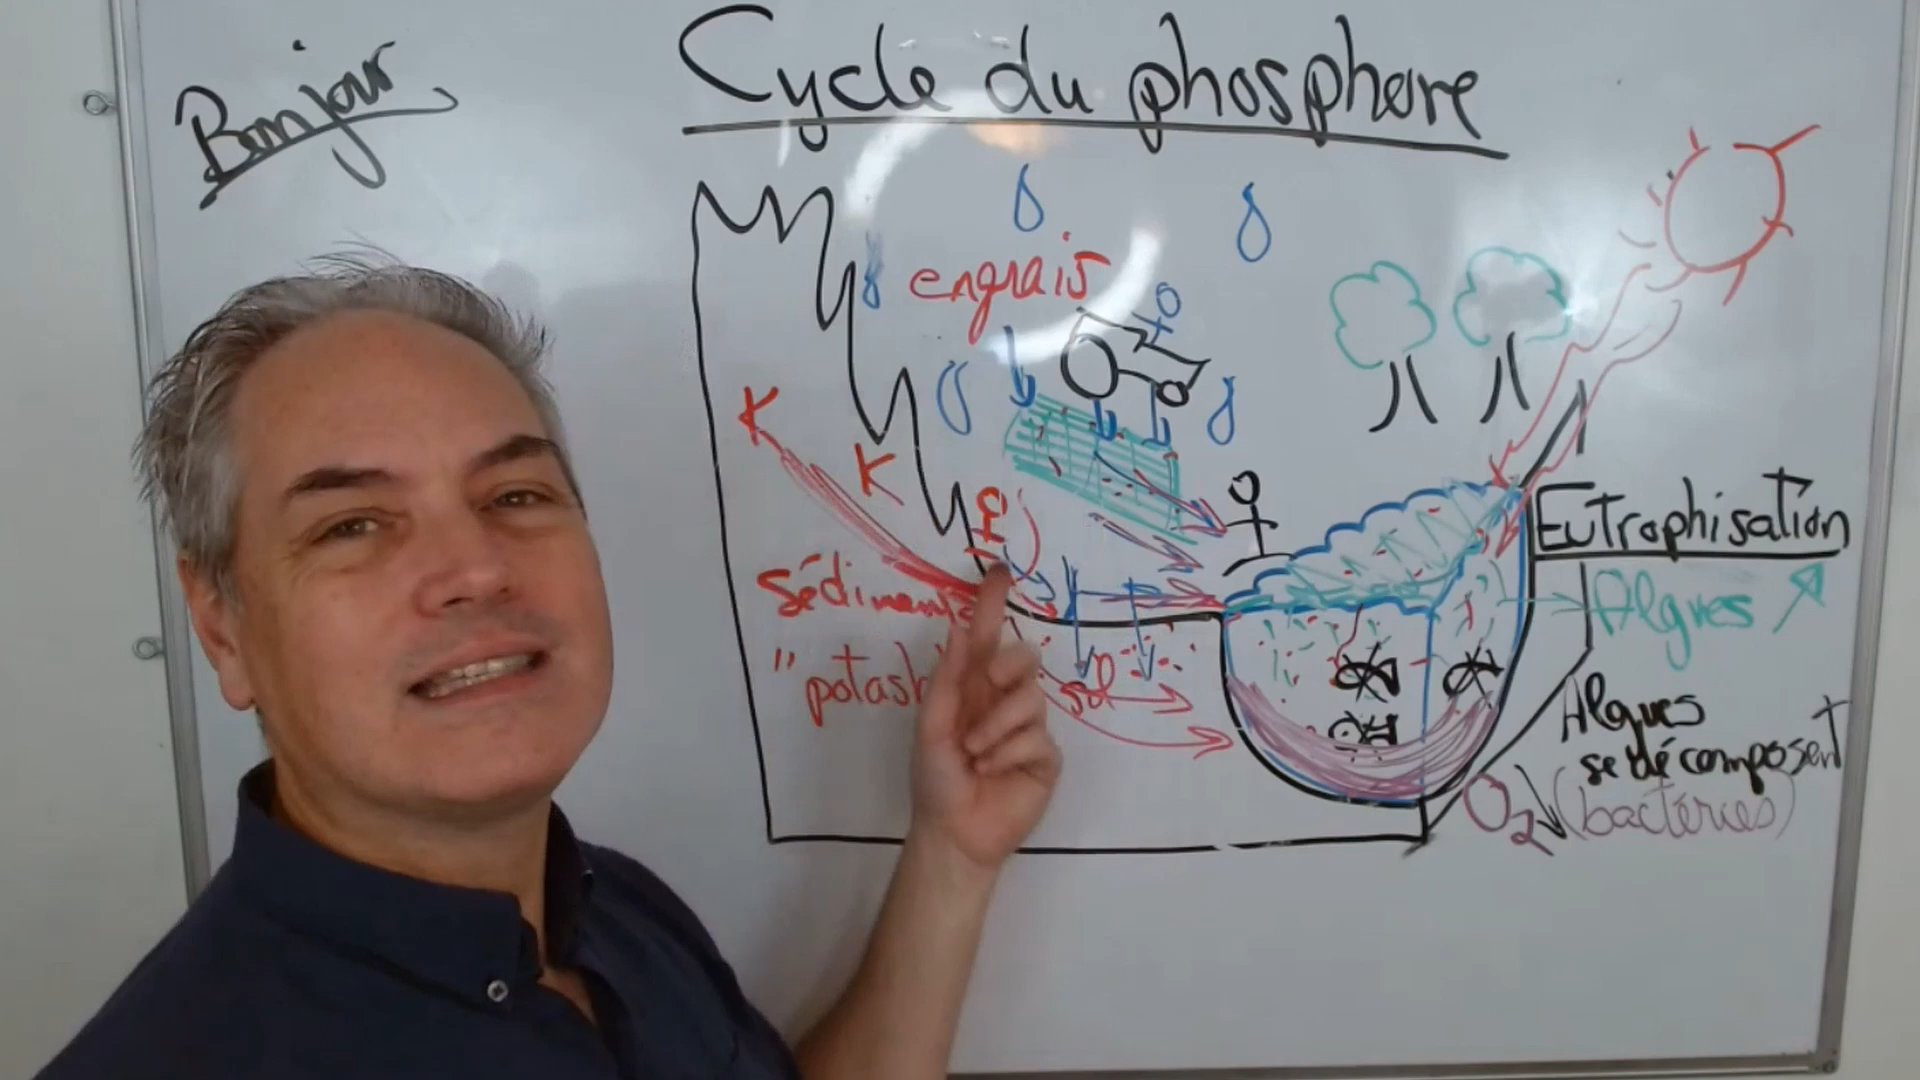 Bonjour
Cycle du phosphore
engrais
K
K
P
Eutrophisation
Algues
Sédiments
"potash
sol
Algues
se décomposent
O2 (bactéries)